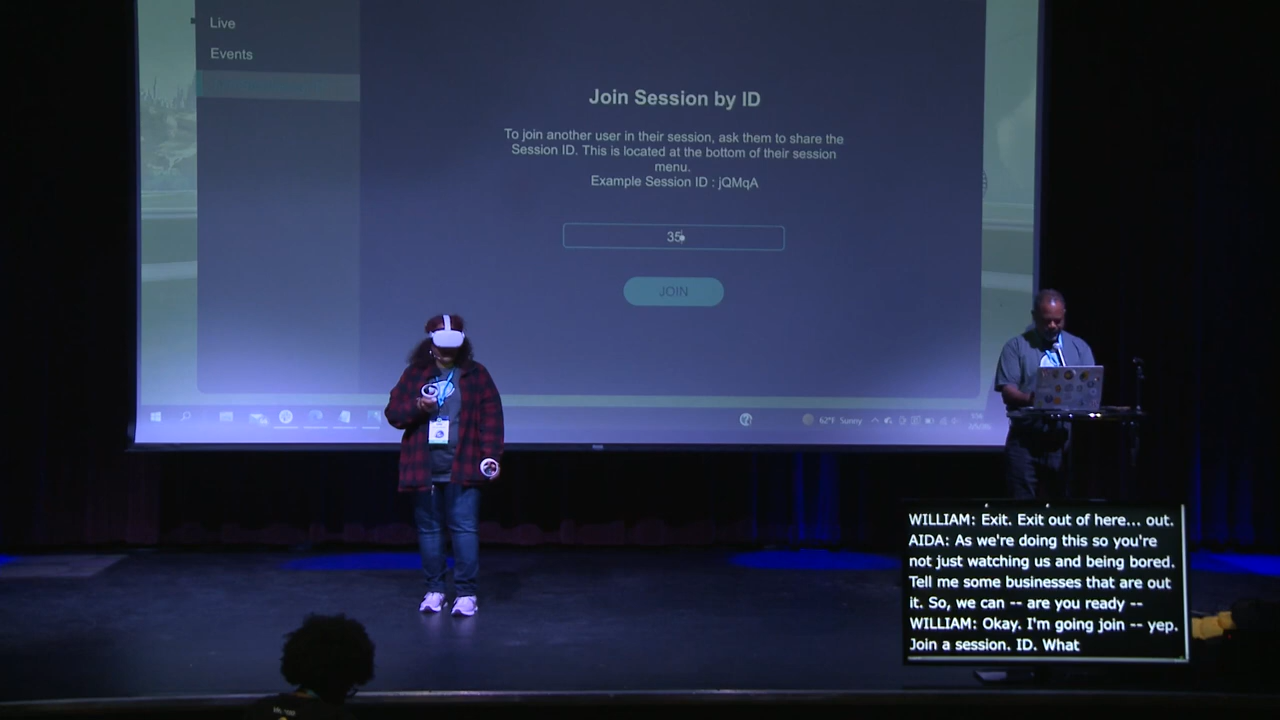 Live
Events
Join Session by ID
To join another user in their session, ask them to share the
Session ID. This is located at the bottom of their session
menu.
Example Session ID : jQMqA
35
JOIN
62°F Sunny
WILLIAM: Exit. Exit out of here... out.
AIDA: As we're doing this so you're
not just watching us and being bored.
Tell me some businesses that are out
it. So, we can -- are you ready --
WILLIAM: Okay. I'm going join -- yep.
Join a session. ID. What